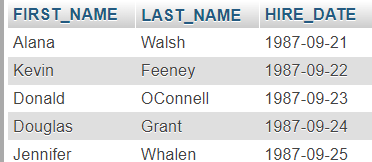 FIRST_NAME LAST_NAME HIRE_DATE
Alana Walsh 1987-09-21
Kevin Feeney 1987-09-22
Donald OConnell 1987-09-23
Douglas Grant 1987-09-24
Jennifer Whalen 1987-09-25